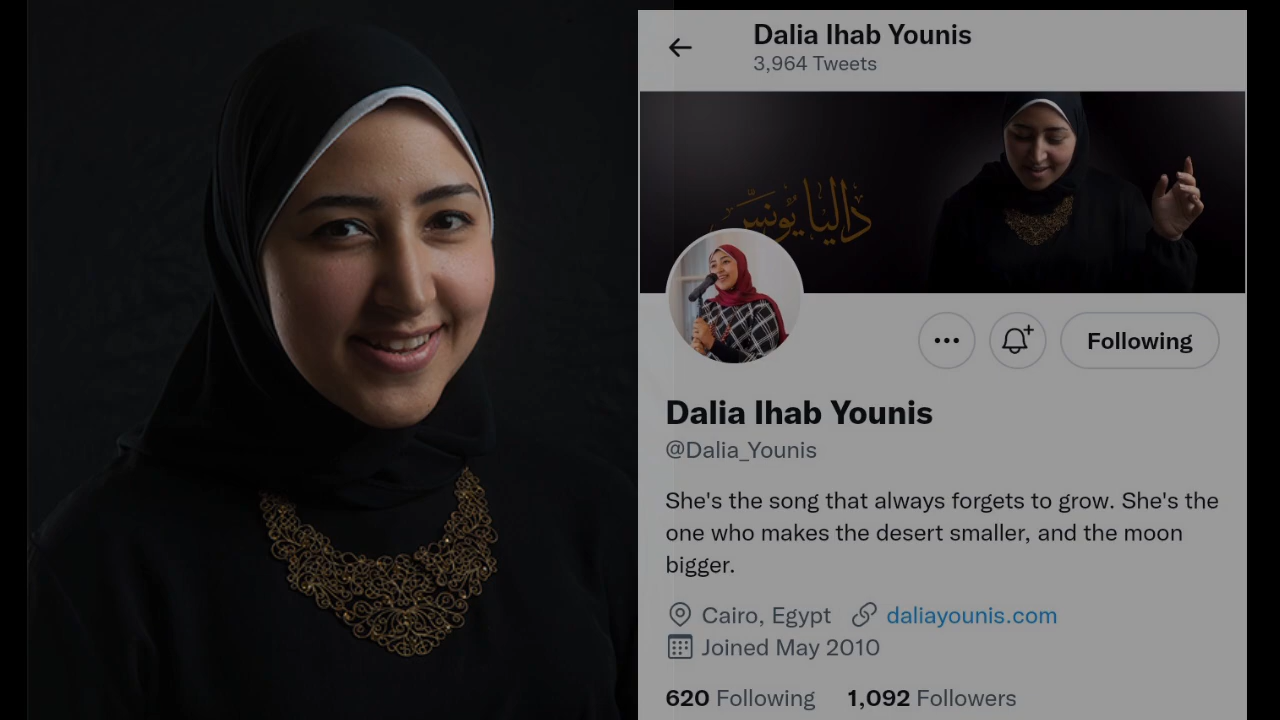 Dalia Ihab Younis
3,964 Tweets
داليا يونس
Following
Dalia Ihab Younis
@Dalia_Younis
She's the song that always forgets to grow. She's the
one who makes the desert smaller, and the moon
bigger.
Cairo, Egypt daliayounis.com
Joined May 2010
620 Following 1,092 Followers